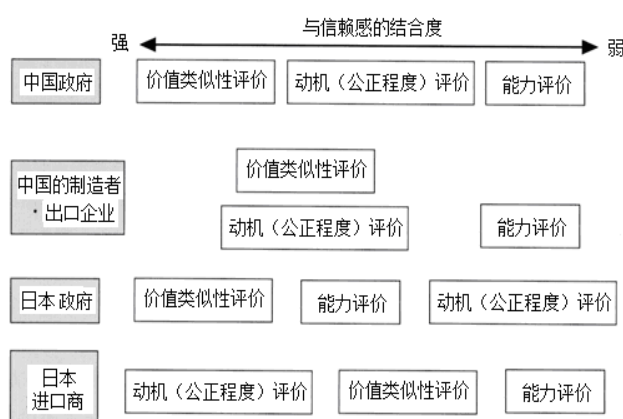 与信赖感的结合度
强
弱
中国政府
价值类似性评价
动机（公正程度）评价
能力评价
中国的制造者
·出口企业
价值类似性评价
动机（公正程度）评价
能力评价
日本政府
价值类似性评价
能力评价
动机（公正程度）评价
日本
进口商
动机（公正程度）评价
价值类似性评价
能力评价